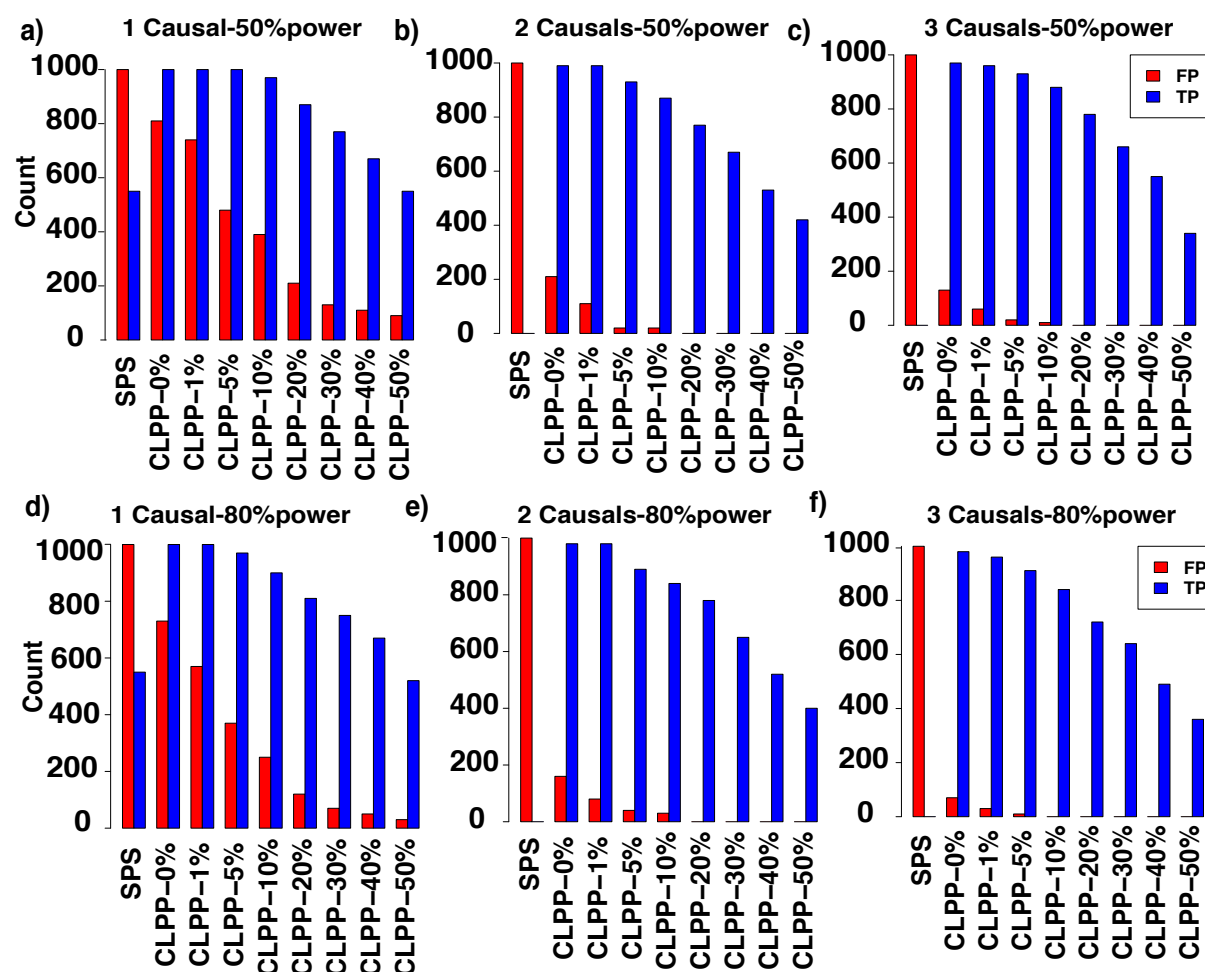 a) 1 Causal-50%power
b) 2 Causals-50%power
c) 3 Causals-50%power
Count
1000
800
600
400
200
0
SPS
CLPP–0%
CLPP–1%
CLPP–5%
CLPP–10%
CLPP–20%
CLPP–30%
CLPP–40%
CLPP–50%
1000
800
600
400
200
0
SPS
CLPP–0%
CLPP–1%
CLPP–5%
CLPP–10%
CLPP–20%
CLPP–30%
CLPP–40%
CLPP–50%
1000
800
600
400
200
0
FP
TP
SPS
CLPP–0%
CLPP–1%
CLPP–5%
CLPP–10%
CLPP–20%
CLPP–30%
CLPP–40%
CLPP–50%
d) 1 Causal-80%power
e) 2 Causals-80%power
f) 3 Causals-80%power
Count
1000
800
600
400
200
0
SPS
CLPP–0%
CLPP–1%
CLPP–5%
CLPP–10%
CLPP–20%
CLPP–30%
CLPP–40%
CLPP–50%
1000
800
600
400
200
0
SPS
CLPP–0%
CLPP–1%
CLPP–5%
CLPP–10%
CLPP–20%
CLPP–30%
CLPP–40%
CLPP–50%
1000
800
600
400
200
0
FP
TP
SPS
CLPP–0%
CLPP–1%
CLPP–5%
CLPP–10%
CLPP–20%
CLPP–30%
CLPP–40%
CLPP–50%